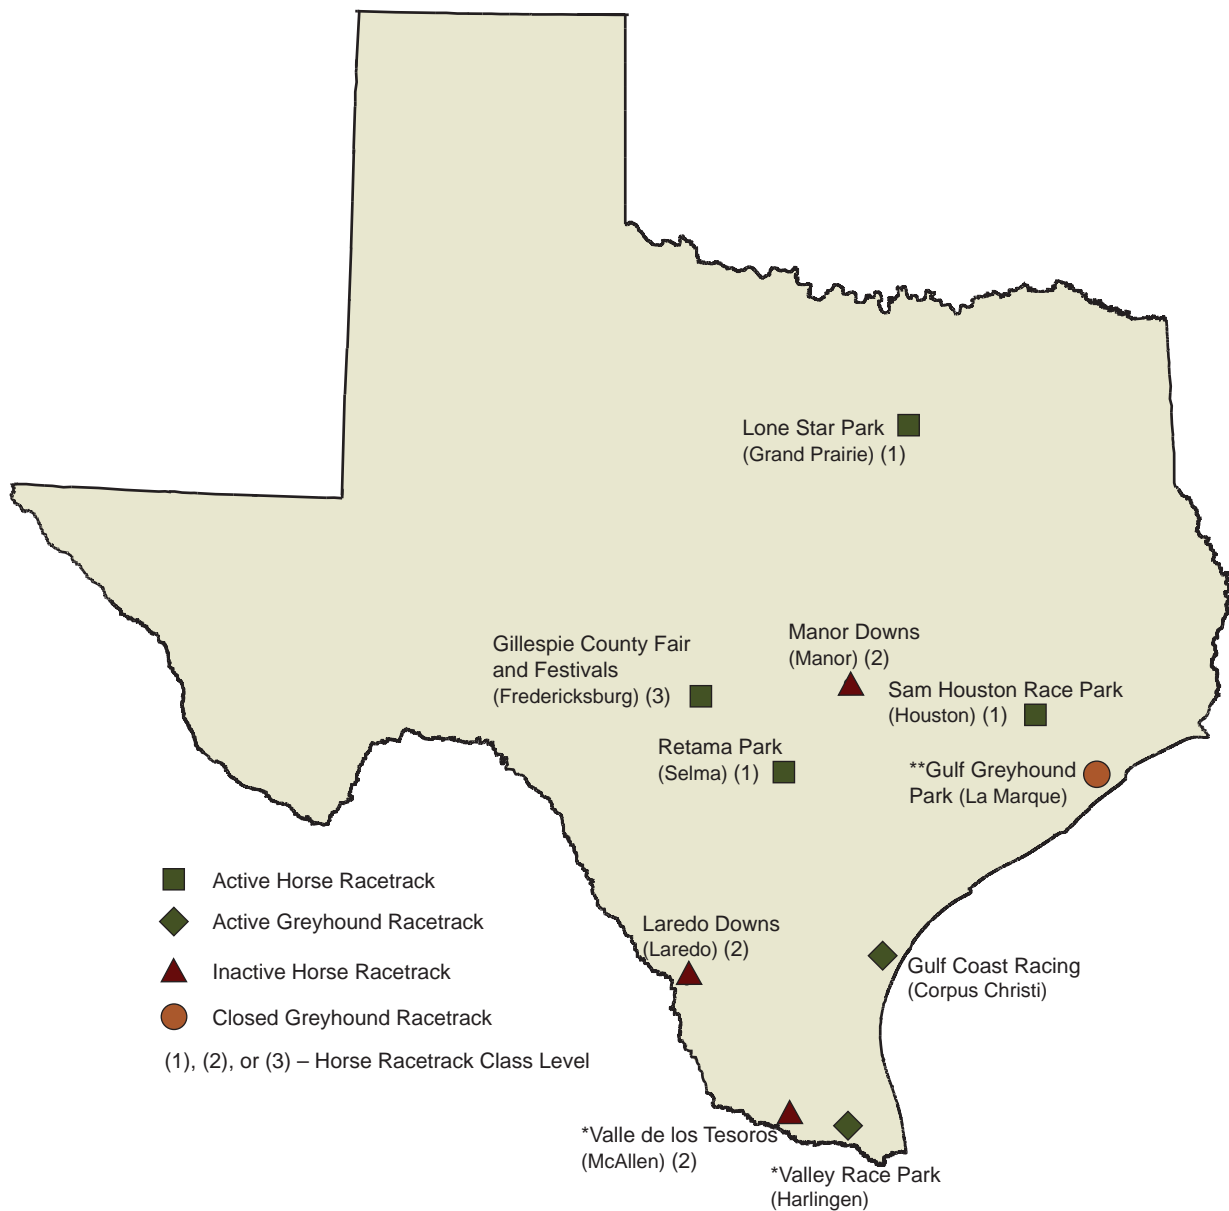 Lone Star Park
(Grand Prairie) (1)
Manor Downs
(Manor) (2)
Gillespie County Fair
and Festivals
(Fredericksburg) (3)
Sam Houston Race Park
(Houston) (1)
Retama Park
(Selma) (1)
**Gulf Greyhound
Park (La Marque)
Active Horse Racetrack
Active Greyhound Racetrack
Inactive Horse Racetrack
Closed Greyhound Racetrack
(1), (2), or (3) – Horse Racetrack Class Level
Laredo Downs
(Laredo) (2)
Gulf Coast Racing
(Corpus Christi)
*Valle de los Tesoros
(McAllen) (2)
*Valley Race Park
(Harlingen)